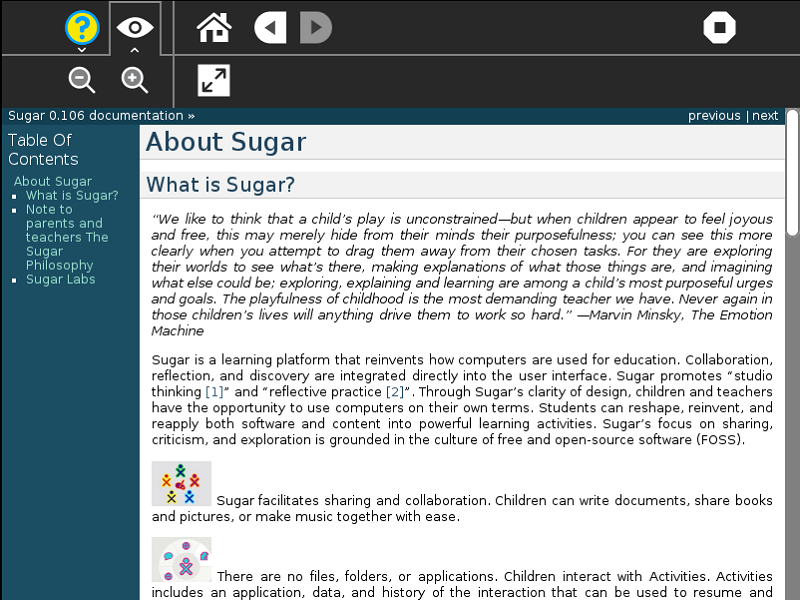 ?
Sugar 0.106 documentation »
previous | next
Table Of
Contents
About Sugar
What is Sugar?
Note to
parents and
teachers The
Sugar
Philosophy
Sugar Labs
About Sugar
What is Sugar?
“We like to think that a child’s play is unconstrained—but when children appear to feel joyous
and free, this may merely hide from their minds their purposefulness; you can see this more
clearly when you attempt to drag them away from their chosen tasks. For they are exploring
their worlds to see what’s there, making explanations of what those things are, and imagining
what else could be; exploring, explaining and learning are among a child’s most purposeful urges
and goals. The playfulness of childhood is the most demanding teacher we have. Never again in
those children’s lives will anything drive them to work so hard.” —Marvin Minsky, The Emotion
Machine
Sugar is a learning platform that reinvents how computers are used for education. Collaboration,
reflection, and discovery are integrated directly into the user interface. Sugar promotes “studio
thinking [1]” and “reflective practice [2]”. Through Sugar’s clarity of design, children and teachers
have the opportunity to use computers on their own terms. Students can reshape, reinvent, and
reapply both software and content into powerful learning activities. Sugar’s focus on sharing,
criticism, and exploration is grounded in the culture of free and open-source software (FOSS).
Sugar facilitates sharing and collaboration. Children can write documents, share books
and pictures, or make music together with ease.
There are no files, folders, or applications. Children interact with Activities. Activities
includes an application, data, and history of the interaction that can be used to resume and